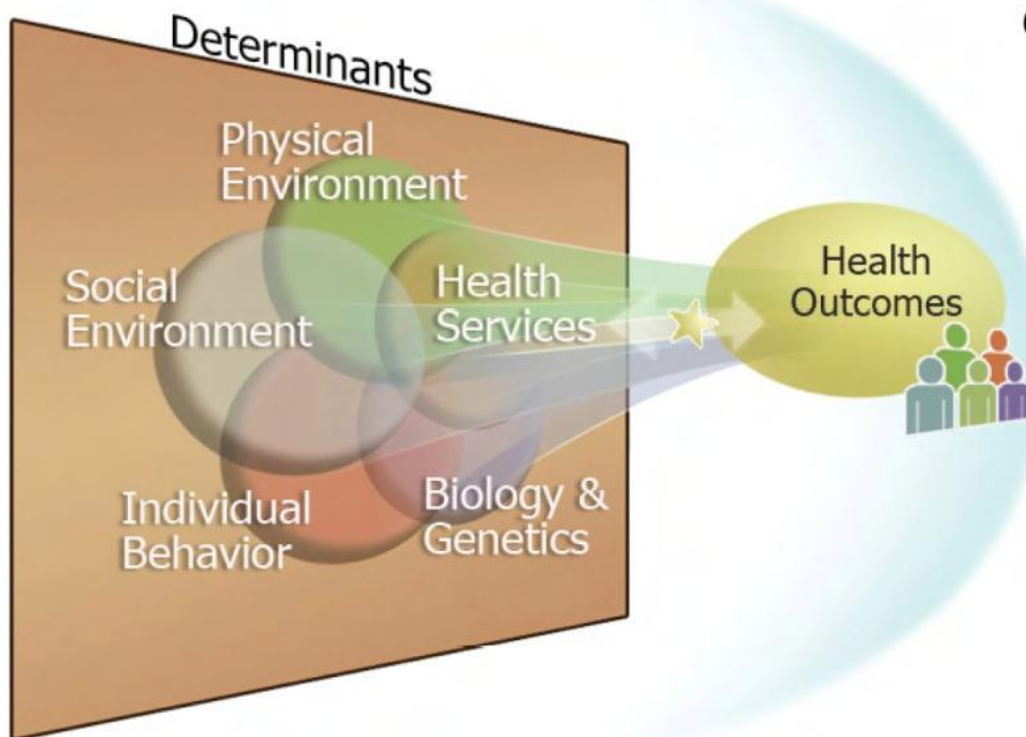 Determinants
Physical
Environment
Social
Environment
Health
Services
Individual
Behavior
Biology &
Genetics
Health
Outcomes